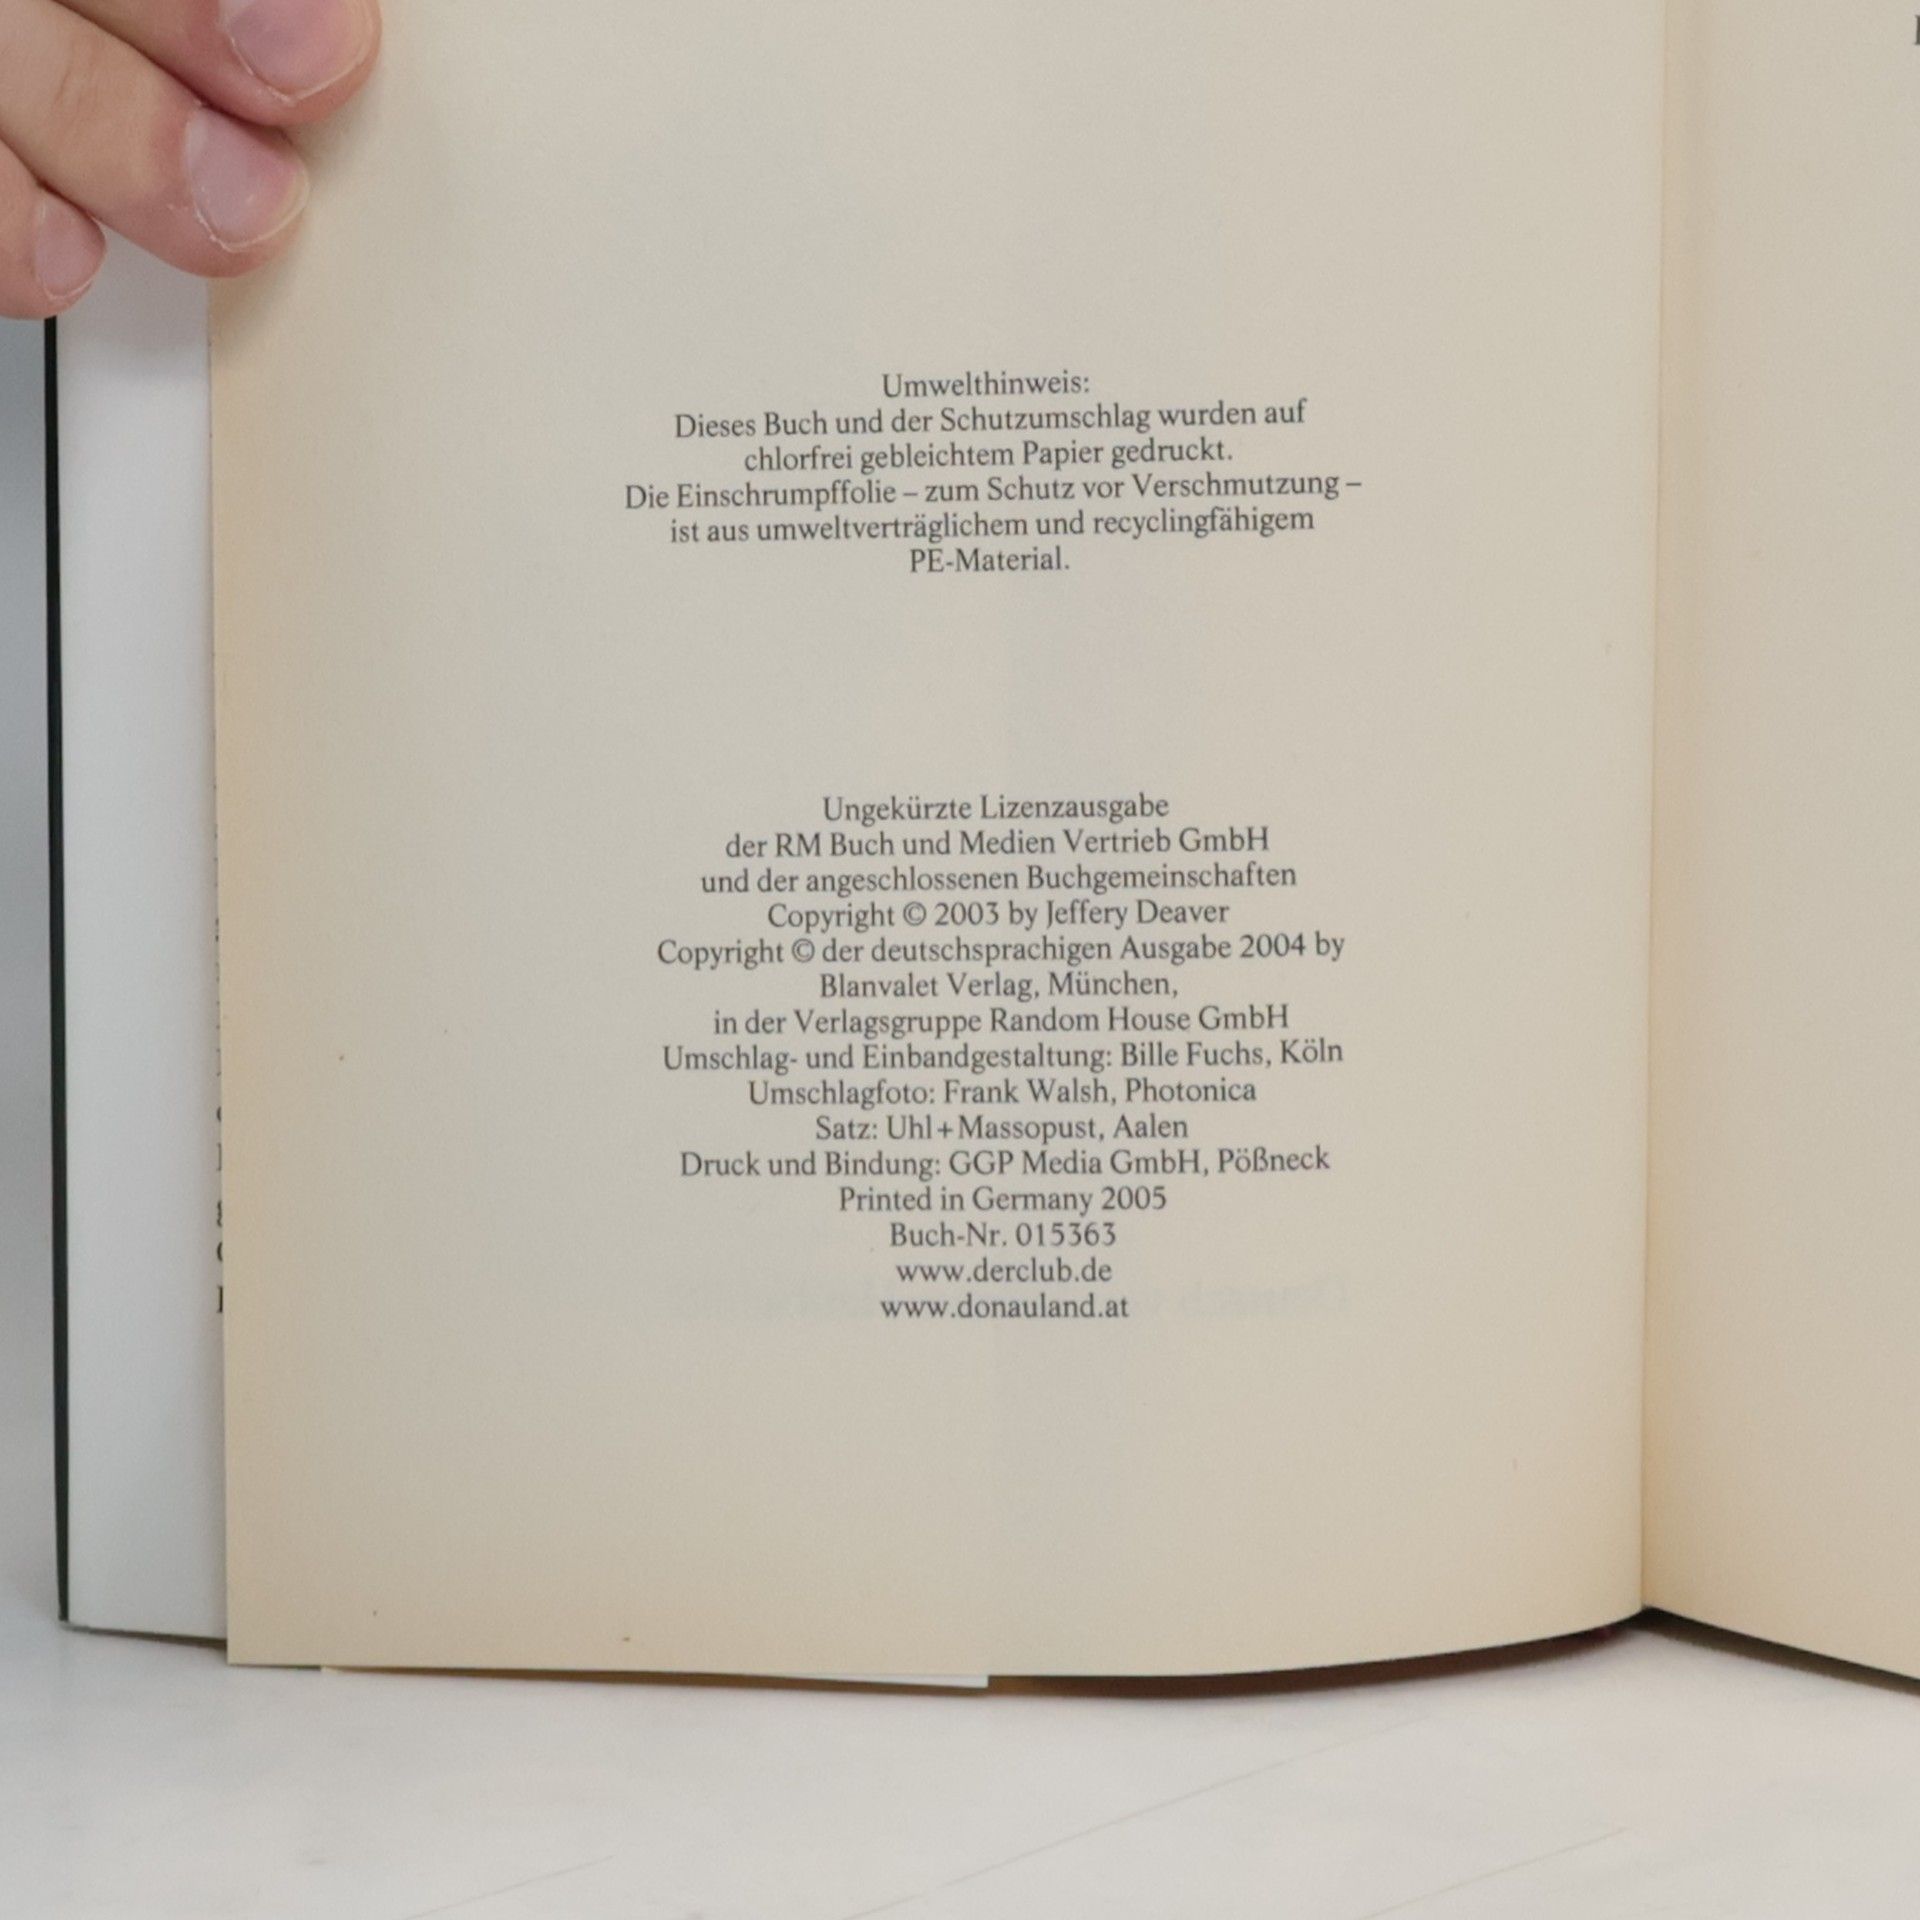 Umwelthinweis:
Dieses Buch und der Schutzumschlag wurden auf
chlorfrei gebleichtem Papier gedruckt.
Die Einschrumpffolie – zum Schutz vor Verschmutzung –
ist aus umweltverträglichem und recyclingfähigem
PE-Material.
Ungekürzte Lizenzausgabe
der RM Buch und Medien Vertrieb GmbH
und der angeschlossenen Buchgemeinschaften
Copyright © 2003 by Jeffery Deaver
Copyright © der deutschsprachigen Ausgabe 2004 by
Blanvalet Verlag, München,
in der Verlagsgruppe Random House GmbH
Umschlag- und Einbandgestaltung: Bille Fuchs, Köln
Umschlagfoto: Frank Walsh, Photonica
Satz: Uhl+Massopust, Aalen
Druck und Bindung: GGP Media GmbH, Pößneck
Printed in Germany 2005
Buch-Nr. 015363
www.derclub.de
www.donauland.at